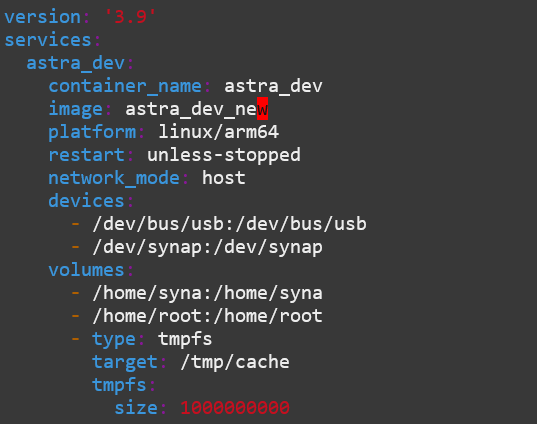 version: '3.9'
services:
  astra_dev:
    container_name: astra_dev
    image: astra_dev_new
    platform: linux/arm64
    restart: unless-stopped
    network_mode: host
    devices:
      - /dev/bus/usb:/dev/bus/usb
      - /dev/synap:/dev/synap
    volumes:
      - /home/syna:/home/syna
      - /home/root:/home/root
      - type: tmpfs
        target: /tmp/cache
        tmpfs:
          size: 1000000000